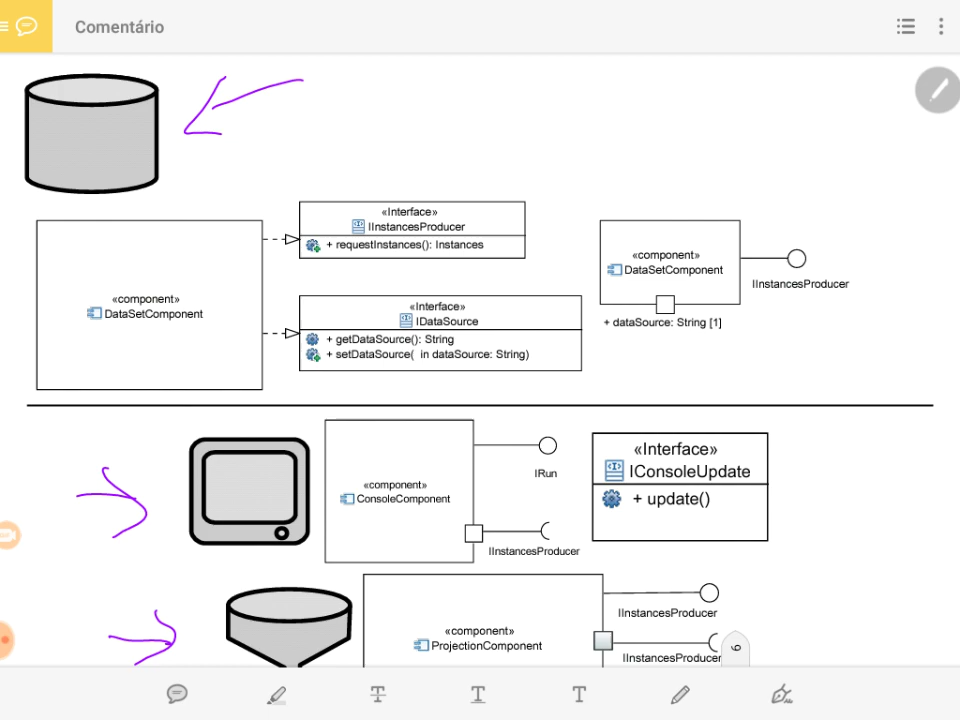 Comentário
«Interface»
IInstancesProducer
+ requestInstances(): Instances
«component»
DataSetComponent
IInstancesProducer
+ dataSource: String [1]
«component»
DataSetComponent
«Interface»
IDataSource
+ getDataSource(): String
+ setDataSource( in dataSource: String)
«component»
ConsoleComponent
IRun
IInstancesProducer
«Interface»
IConsoleUpdate
+ update()
«component»
ProjectionComponent
IInstancesProducer
IInstancesProducer
9
T
T
T